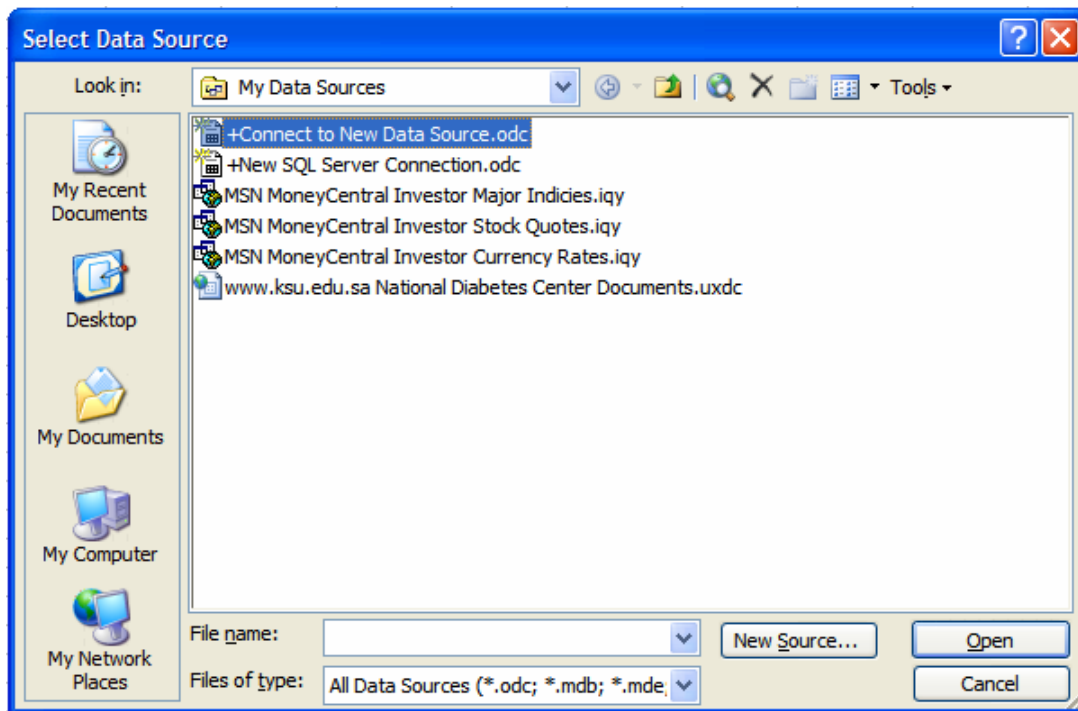 Select Data Source
Look in:
My Data Sources
Tools
+Connect to New Data Source.odc
+New SQL Server Connection.odc
MSN MoneyCentral Investor Major Indicies.iqy
MSN MoneyCentral Investor Stock Quotes.iqy
MSN MoneyCentral Investor Currency Rates.iqy
www.ksu.edu.sa National Diabetes Center Documents.uxdc
My Recent
Documents
Desktop
My Documents
My Computer
My Network
Places
File name:
New Source...
Open
Files of type:
All Data Sources (*.odc; *.mdb; *.mde;
Cancel